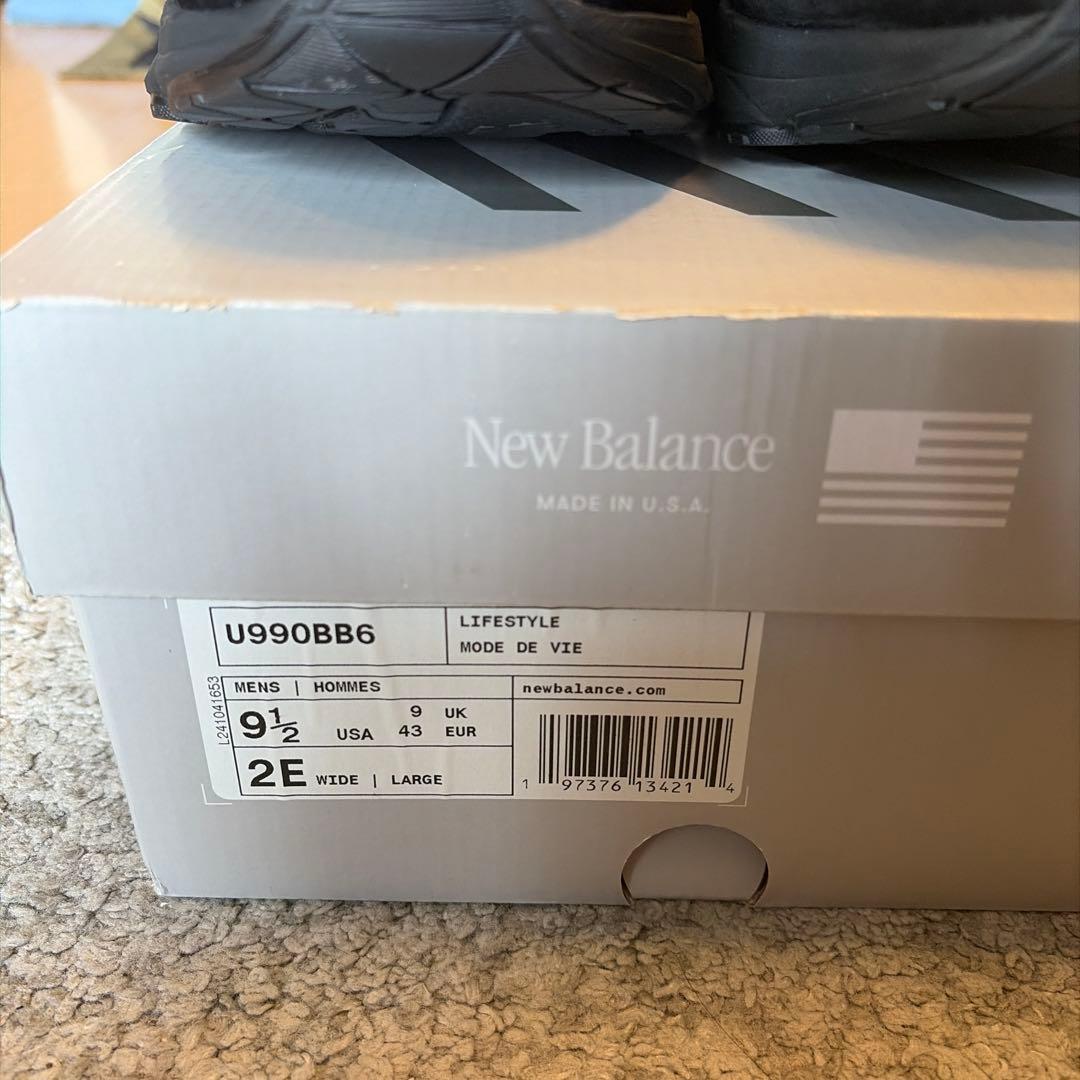 New Balance
MADE IN U.S.A.
U990BB6
LIFESTYLE
MODE DE VIE
L241041653
MENS | HOMMES
newbalance.com
9½ USA
9 UK
43 EUR
2E WIDE | LARGE
1 97376 13421 4